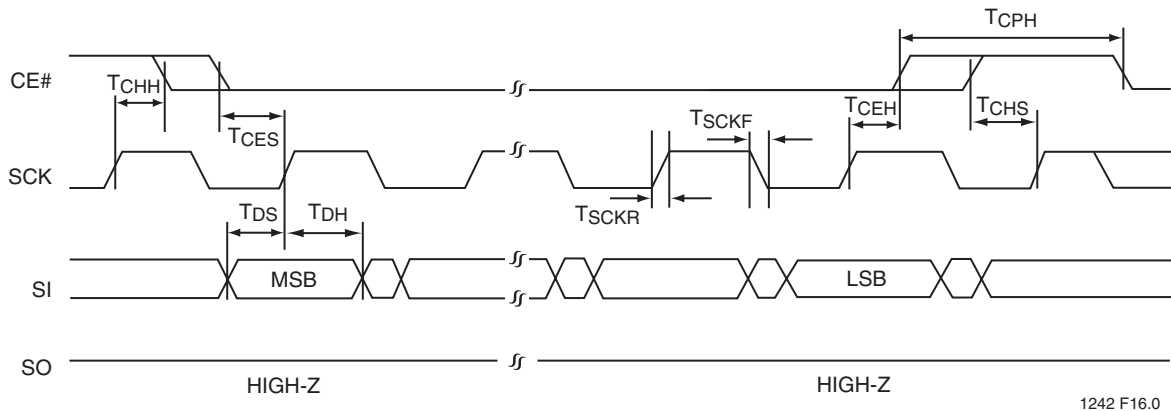 TCPH
CE#
TCHH
TCES
TSCKF
TCEH
TCHS
SCK
TSCKR
TDS
TDH
SI
MSB
LSB
SO
HIGH-Z
HIGH-Z
1242 F16.0